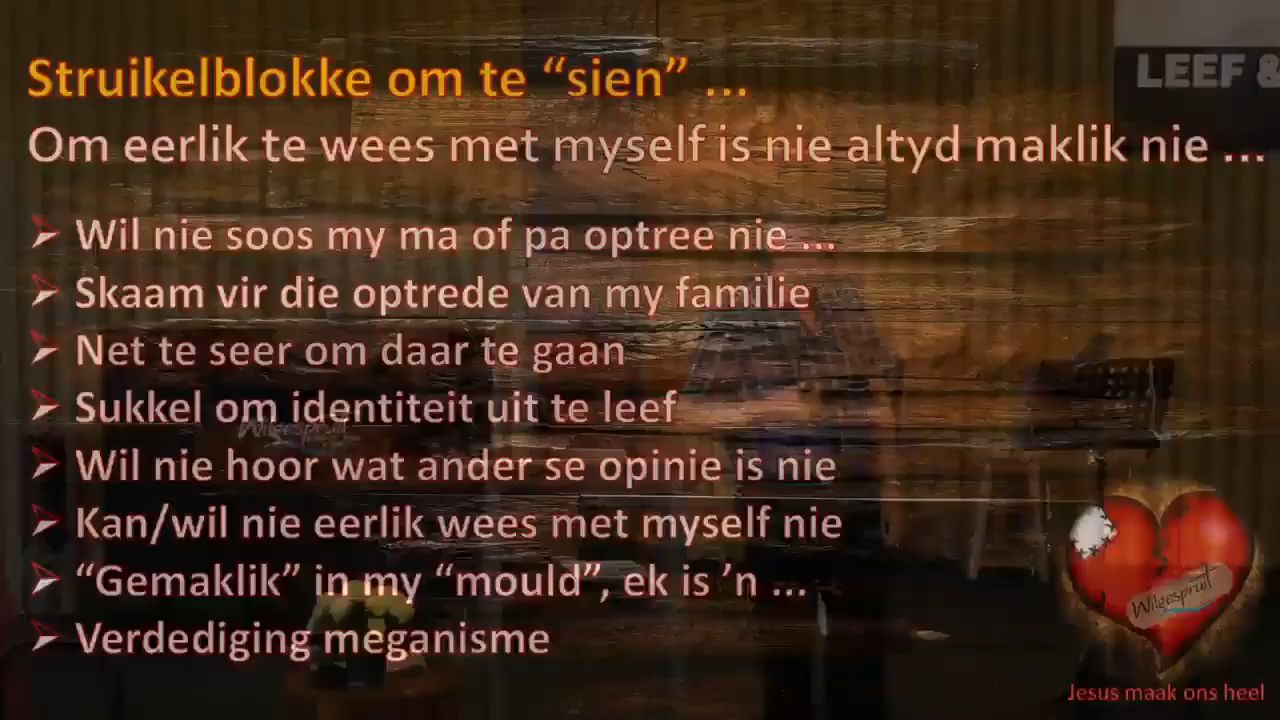 LEEF &
Struikelblokke om te “sien” ...
Om eerlik te wees met myself is nie altyd maklik nie ...
Wil nie soos my ma of pa optree nie ...
Skaam vir die optrede van my familie
Net te seer om daar te gaan
Sukkel om identiteit uit te leef
Wilgespruit
Wil nie hoor wat ander se opinie is nie
Kan/wil nie eerlik wees met myself nie
“Gemaklik” in my “mould”, ek is ’n ...
Verdediging meganisme
Wilgespruit
Jesus maak ons heel